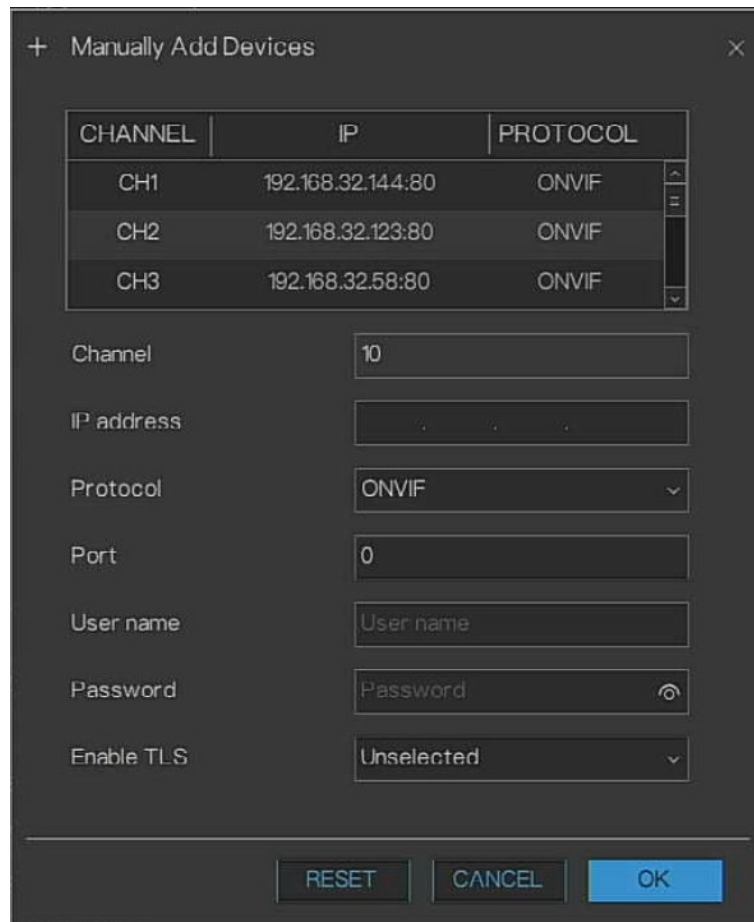 + Manually Add Devices ×
CHANNEL IP PROTOCOL
CH1 192.168.32.144:80 ONVIF
CH2 192.168.32.123:80 ONVIF
CH3 192.168.32.58:80 ONVIF
Channel 10
IP address . . .
Protocol ONVIF
Port 0
User name User name
Password Password
Enable TLS Unselected
RESET CANCEL OK